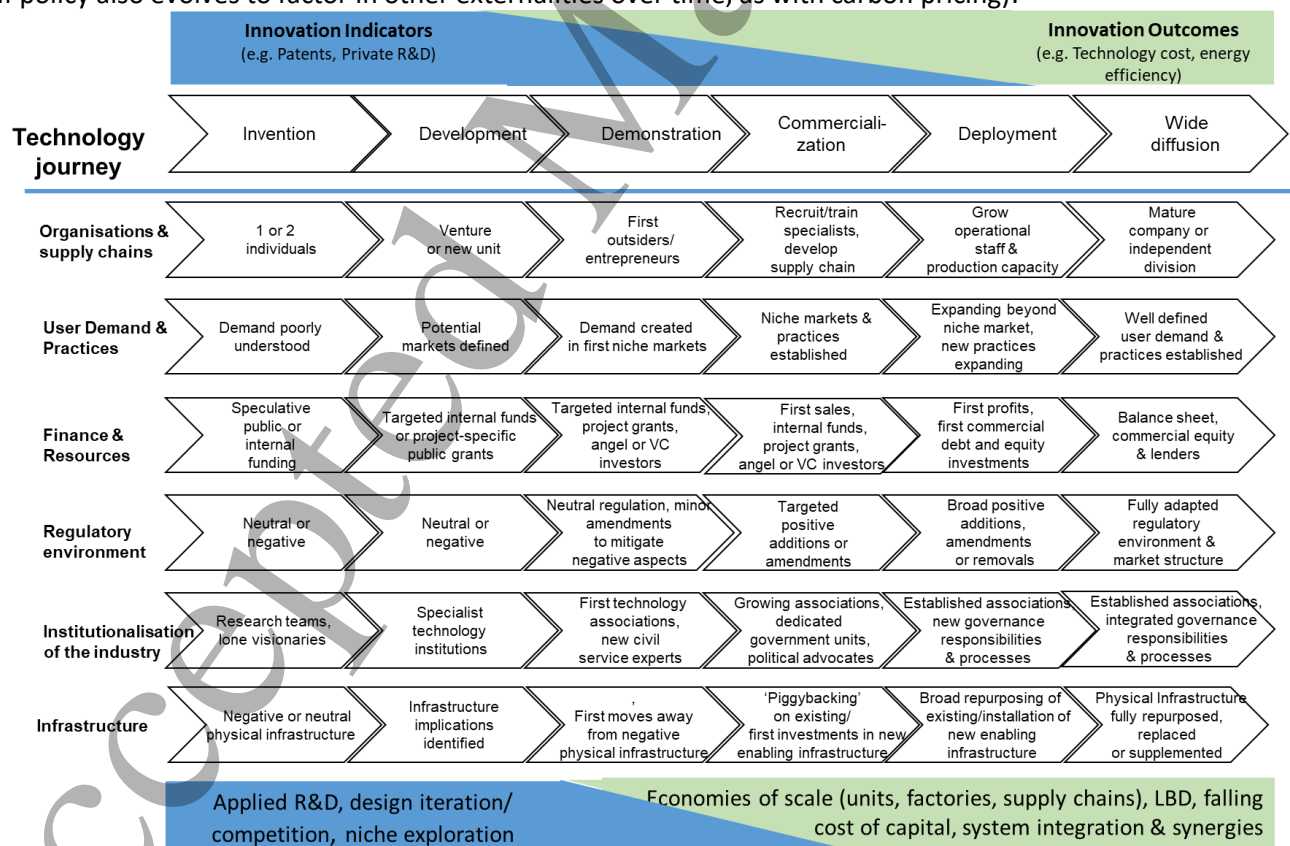 policy also evolves to factor in other externalities over time, as with carbon pricing).
Innovation Indicators
(e.g. Patents, Private R&D)
Innovation Outcomes
(e.g. Technology cost, energy
efficiency)
Technology
journey
Invention
Development
Demonstration
Commerciali-
zation
Deployment
Wide
diffusion
Organisations &
supply chains
1 or 2
individuals
Venture
or new unit
First
outsiders/
entrepreneurs
Recruit/train
specialists,
develop
supply chain
Grow
operational
staff &
production capacity
Mature
company or
independent
division
User Demand &
Practices
Demand poorly
understood
Potential
markets defined
Demand created
in first niche markets
Niche markets &
practices
established
Expanding beyond
niche market,
new practices
expanding
Well defined
user demand &
practices established
Finance &
Resources
Speculative
public or
internal
funding
Targeted internal funds
or project-specific
public grants
Targeted internal funds,
project grants,
angel or VC
investors
First sales,
internal funds,
project grants,
angel or VC investors
First profits,
first commercial
debt and equity
investments
Balance sheet,
commercial equity
& lenders
Regulatory
environment
Neutral or
negative
Neutral or
negative
Neutral regulation, minor
amendments
to mitigate
negative aspects
Targeted
positive
additions or
amendments
Broad positive
additions,
amendments
or removals
Fully adapted
regulatory
environment &
market structure
Institutionalisation
of the industry
Research teams,
lone visionaries
Specialist
technology
institutions
First technology
associations,
new civil
service experts
Growing associations,
dedicated
government units,
political advocates
Established associations
new governance
responsibilities
& processes
Established associations,
integrated governance
responsibilities
& processes
Infrastructure
Negative or neutral
physical infrastructure
Infrastructure
implications
identified
,
First moves away
from negative
physical infrastructure
'Piggybacking'
on existing/
first investments in new
enabling infrastructure
Broad repurposing of
existing/installation of
new enabling
infrastructure
Physical Infrastructure
fully repurposed,
replaced
or supplemented
Applied R&D, design iteration/
competition, niche exploration
Economies of scale (units, factories, supply chains), LBD, falling
cost of capital, system integration & synergies